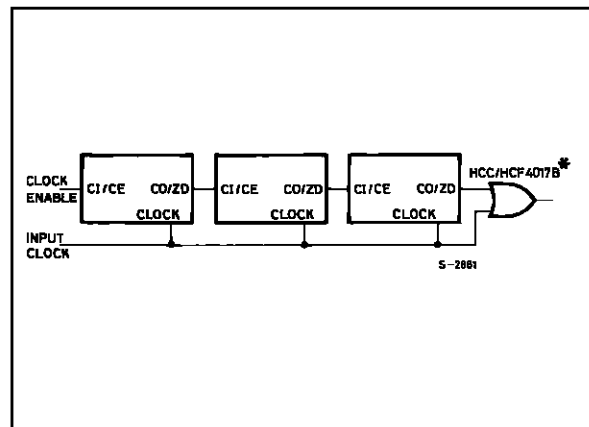 HCC/HCF4017B*
CLOCK
ENABLE
CI/CE CO/ZD
CLOCK
CI/CE CO/ZD
CLOCK
CI/CE CO/ZD
CLOCK
INPUT
CLOCK
S-2861